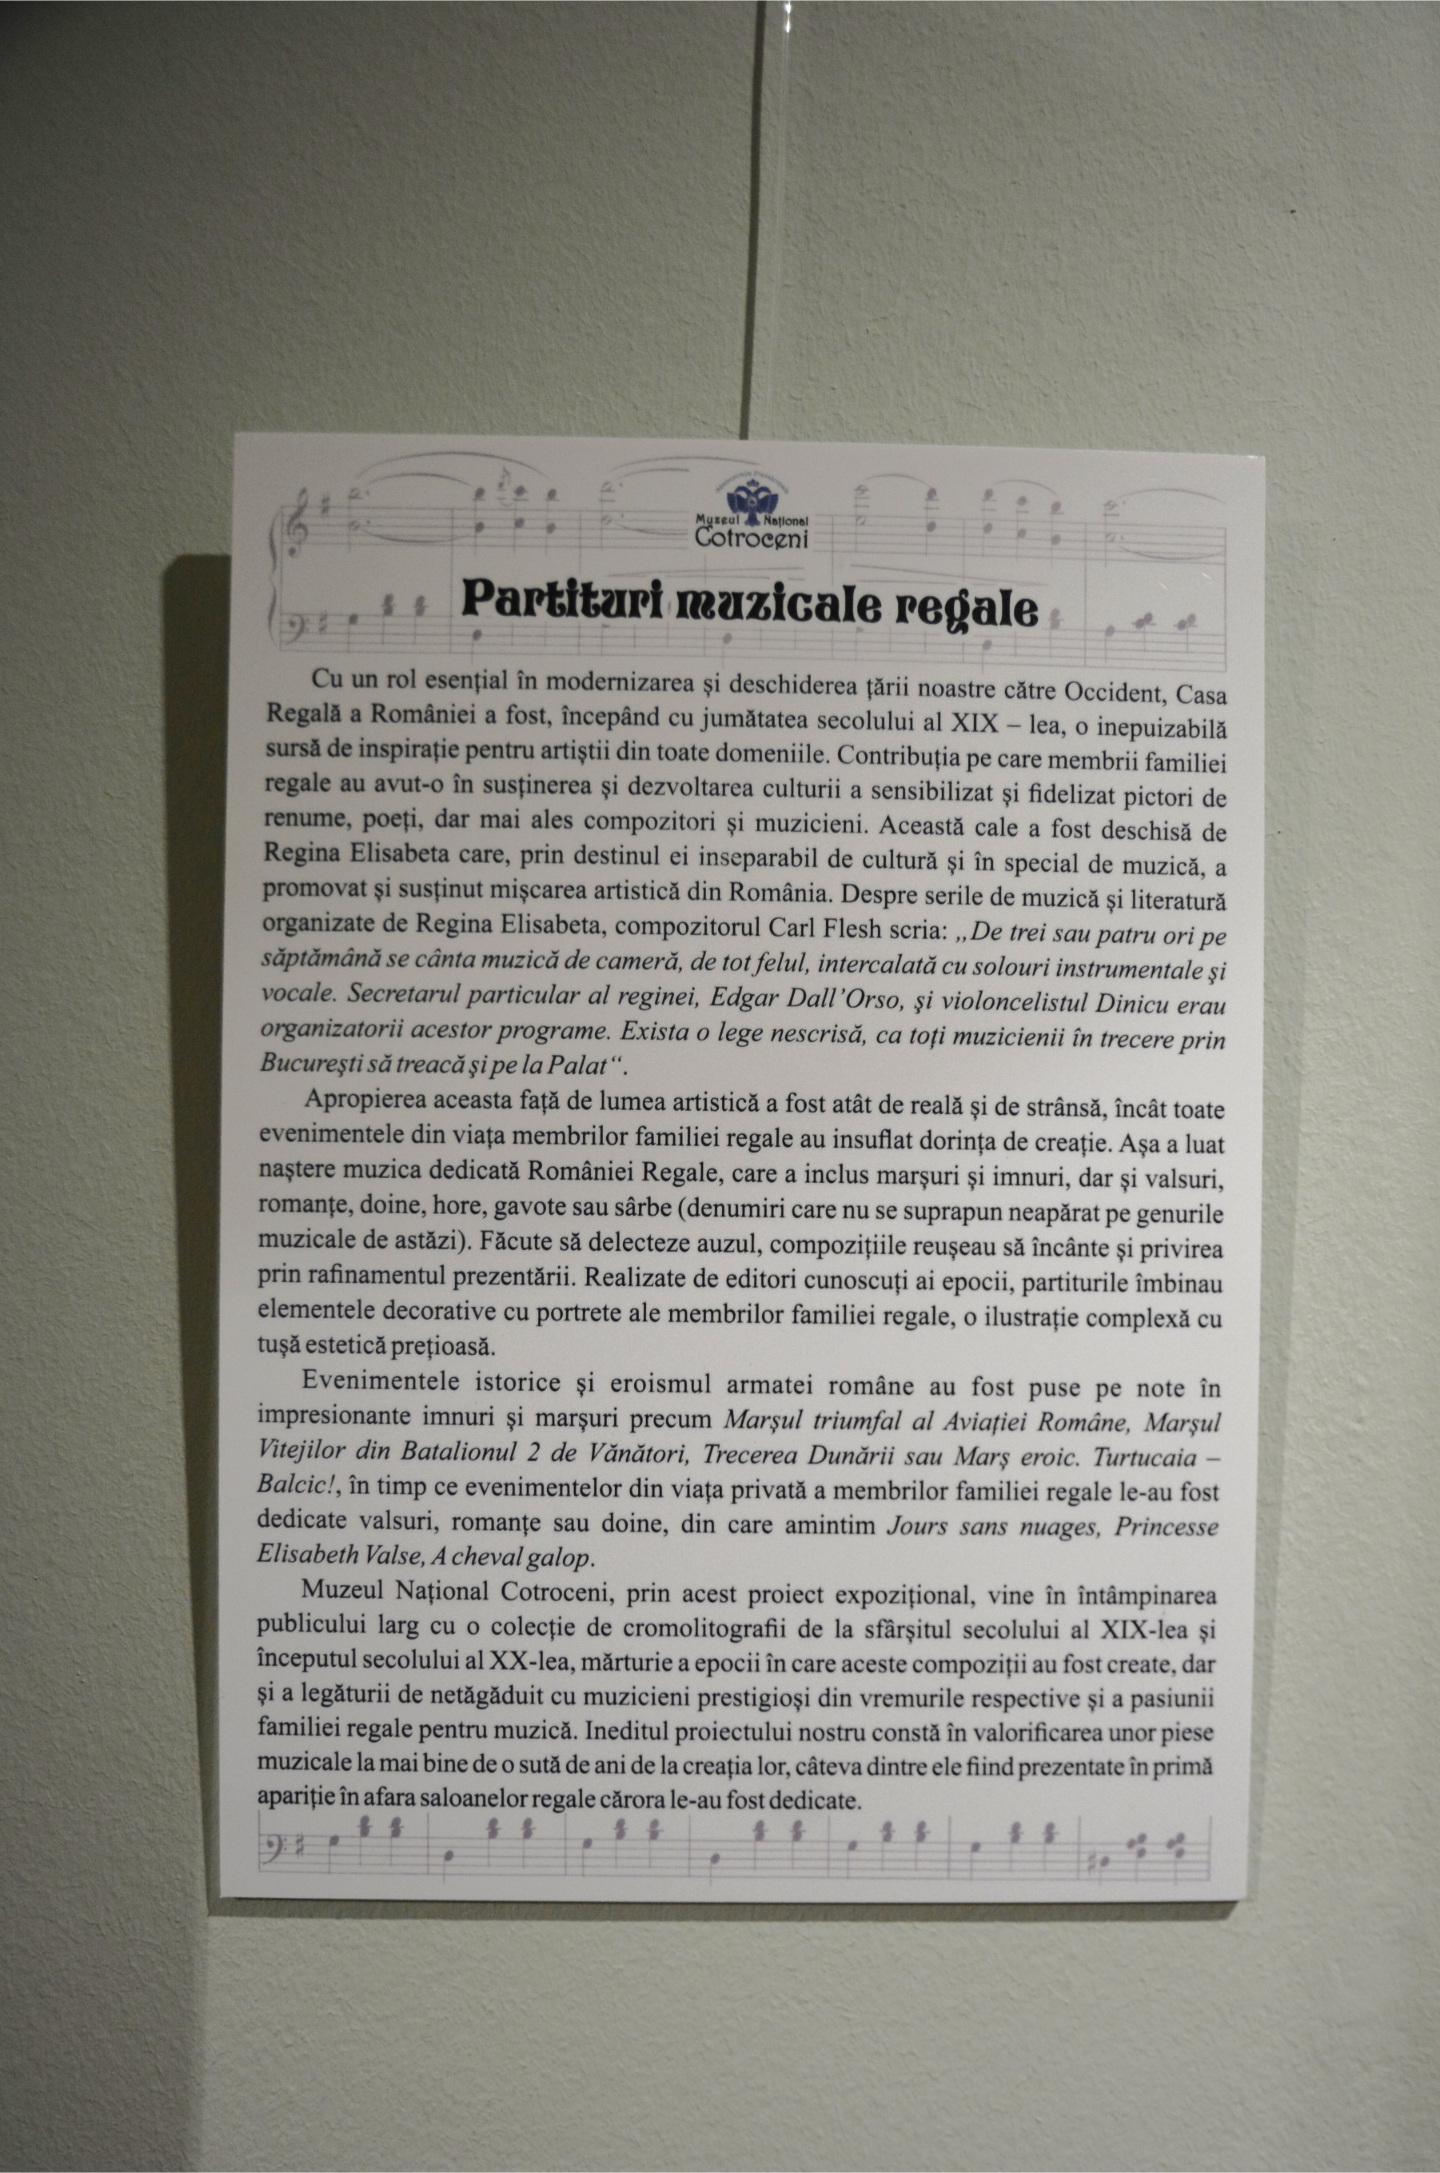 Muzeul Național
Cotroceni
Partituri muzicale regale
Cu un rol esențial în modernizarea și deschiderea țării noastre către Occident, Casa
Regală a României a fost, începând cu jumătatea secolului al XIX – lea, o inepuizabilă
sursă de inspirație pentru artiștii din toate domeniile. Contribuția pe care membrii familiei
regale au avut-o în susținerea și dezvoltarea culturii a sensibilizat și fidelizat pictori de
renume, poeți, dar mai ales compozitori și muzicieni. Această cale a fost deschisă de
Regina Elisabeta care, prin destinul ei inseparabil de cultură și în special de muzică, a
promovat și susținut mișcarea artistică din România. Despre serile de muzică și literatură
organizate de Regina Elisabeta, compozitorul Carl Flesh scria: „De trei sau patru ori pe
săptămână se cânta muzică de cameră, de tot felul, intercalată cu solouri instrumentale şi
vocale. Secretarul particular al reginei, Edgar Dall’Orso, şi violoncelistul Dinicu erau
organizatorii acestor programe. Exista o lege nescrisă, ca toți muzicienii în trecere prin
Bucureşti să treacă şi pe la Palat“.
Apropierea aceasta față de lumea artistică a fost atât de reală și de strânsă, încât toate
evenimentele din viața membrilor familiei regale au insuflat dorința de creație. Așa a luat
naștere muzica dedicată României Regale, care a inclus marșuri și imnuri, dar și valsuri,
romanțe, doine, hore, gavote sau sârbe (denumiri care nu se suprapun neapărat pe genurile
muzicale de astăzi). Făcute să delecteze auzul, compozițiile reușeau să încânte și privirea
prin rafinamentul prezentării. Realizate de editori cunoscuți ai epocii, partiturile îmbinau
elementele decorative cu portrete ale membrilor familiei regale, o ilustrație complexă cu
tușă estetică prețioasă.
Evenimentele istorice și eroismul armatei române au fost puse pe note în
impresionante imnuri și marșuri precum Marşul triumfal al Aviației Române, Marşul
Vitejilor din Batalionul 2 de Vănători, Trecerea Dunării sau Marş eroic. Turtucaia –
Balcic!, în timp ce evenimentelor din viața privată a membrilor familiei regale le-au fost
dedicate valsuri, romanțe sau doine, din care amintim Jours sans nuages, Princesse
Elisabeth Valse, A cheval galop.
Muzeul Național Cotroceni, prin acest proiect expozițional, vine în întâmpinarea
publicului larg cu o colecție de cromolitografii de la sfârșitul secolului al XIX-lea și
începutul secolului al XX-lea, mărturie a epocii în care aceste compoziții au fost create, dar
și a legăturii de netăgăduit cu muzicieni prestigioși din vremurile respective și a pasiunii
familiei regale pentru muzică. Ineditul proiectului nostru constă în valorificarea unor piese
muzicale la mai bine de o sută de ani de la creația lor, câteva dintre ele fiind prezentate în primă
apariție în afara saloanelor regale cărora le-au fost dedicate.